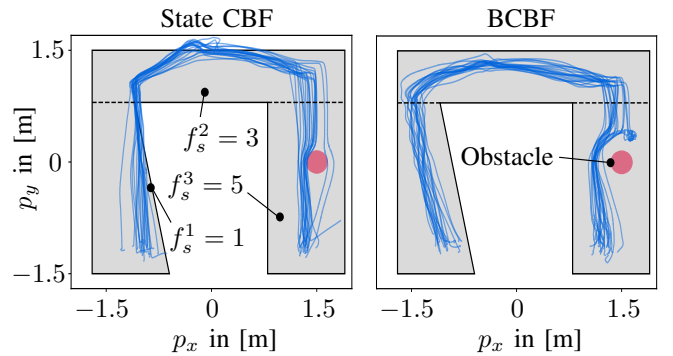 State CBF
BCBF
1.5
0
−1.5
p_y in [m]
f_s^2 = 3
f_s^3 = 5
f_s^1 = 1
Obstacle
−1.5 0 1.5
−1.5 0 1.5
p_x in [m]
p_x in [m]